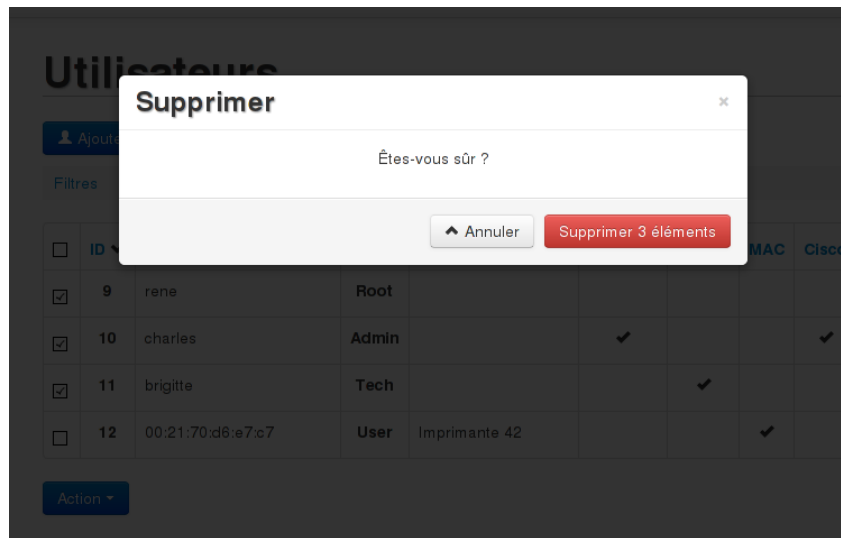 Utilisateurs
Supprimer ×
Ajoute
Êtes-vous sûr ?
Filtres
Annuler Supprimer 3 éléments
ID MAC Cisco
9 rene Root
10 charles Admin
11 brigitte Tech
12 00:21:70:d6:e7:c7 User Imprimante 42
Action